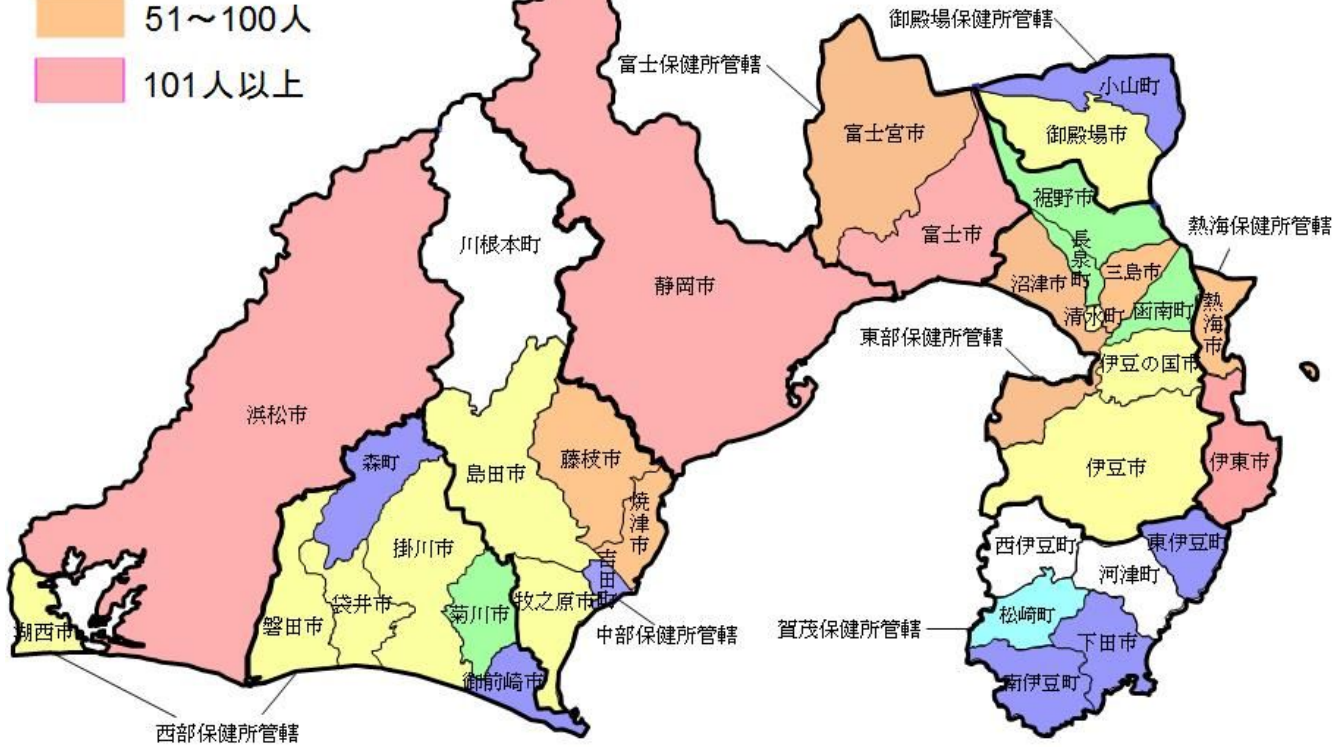 51～100人
101人以上
御殿場保健所管轄
富士保健所管轄
小山町
御殿場市
富士宮市
裾野市
熱海保健所管轄
富士市
長泉町
川根本町
三島市
沼津市
静岡市
函南町
熱海市
清水町
東部保健所管轄
伊豆の国市
浜松市
藤枝市
森町
島田市
伊豆市
伊東市
焼津市
掛川市
西伊豆町
東伊豆町
河津町
吉田町
牧之原市
袋井市
菊川市
松崎町
磐田市
湖西市
中部保健所管轄
賀茂保健所管轄
下田市
御前崎市
南伊豆町
西部保健所管轄